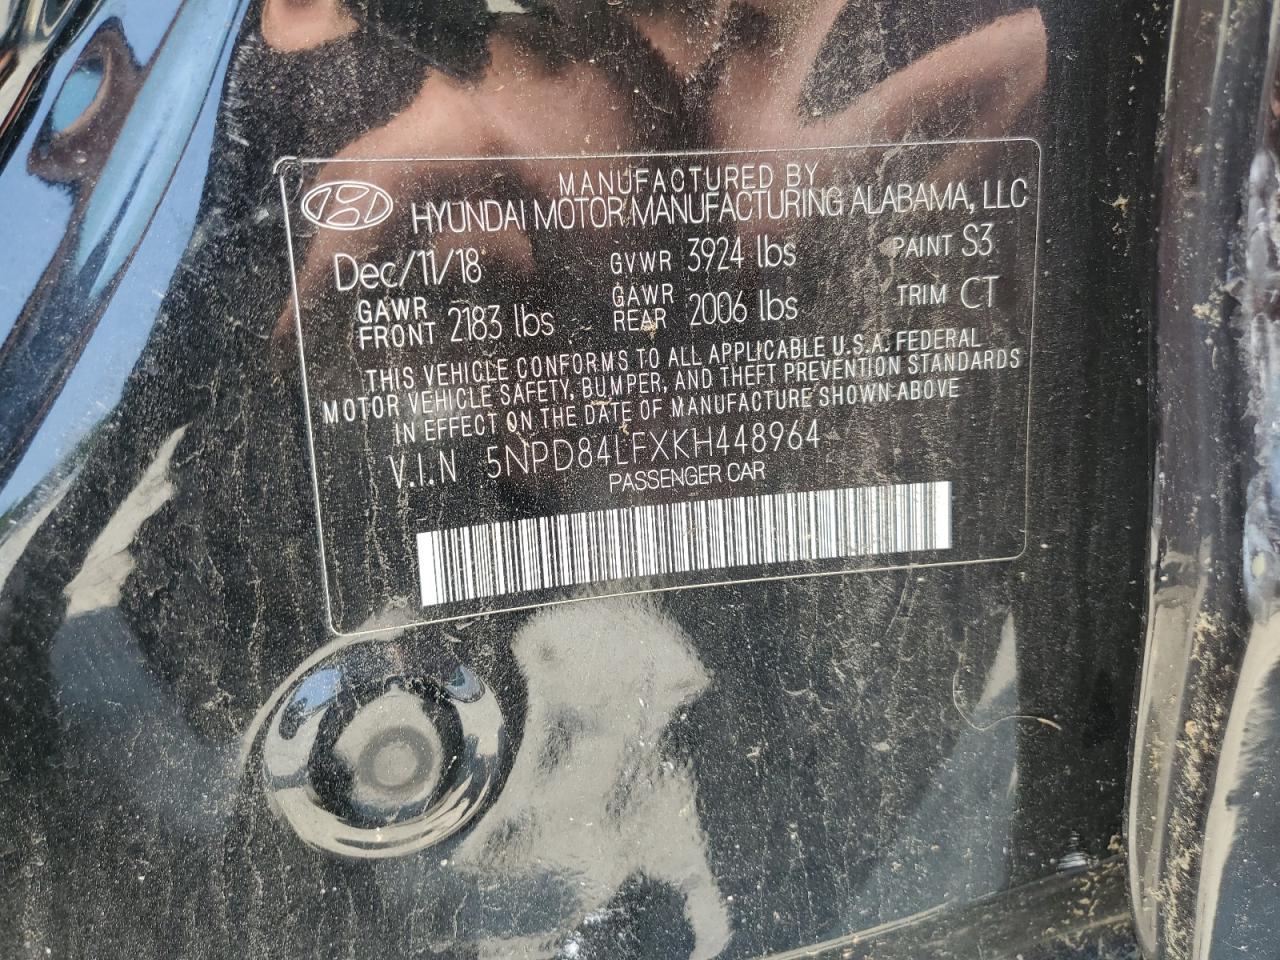 MANUFACTURED BY
HYUNDAI MOTOR MANUFACTURING ALABAMA, LLC
Dec/11/18 GVWR 3924 lbs PAINT S3
GAWR FRONT 2183 lbs GAWR REAR 2006 lbs TRIM CT
THIS VEHICLE CONFORMS TO ALL APPLICABLE U.S.A. FEDERAL
MOTOR VEHICLE SAFETY, BUMPER, AND THEFT PREVENTION STANDARDS
IN EFFECT ON THE DATE OF MANUFACTURE SHOWN ABOVE
V.I.N 5NPD84LFXKH448964
PASSENGER CAR